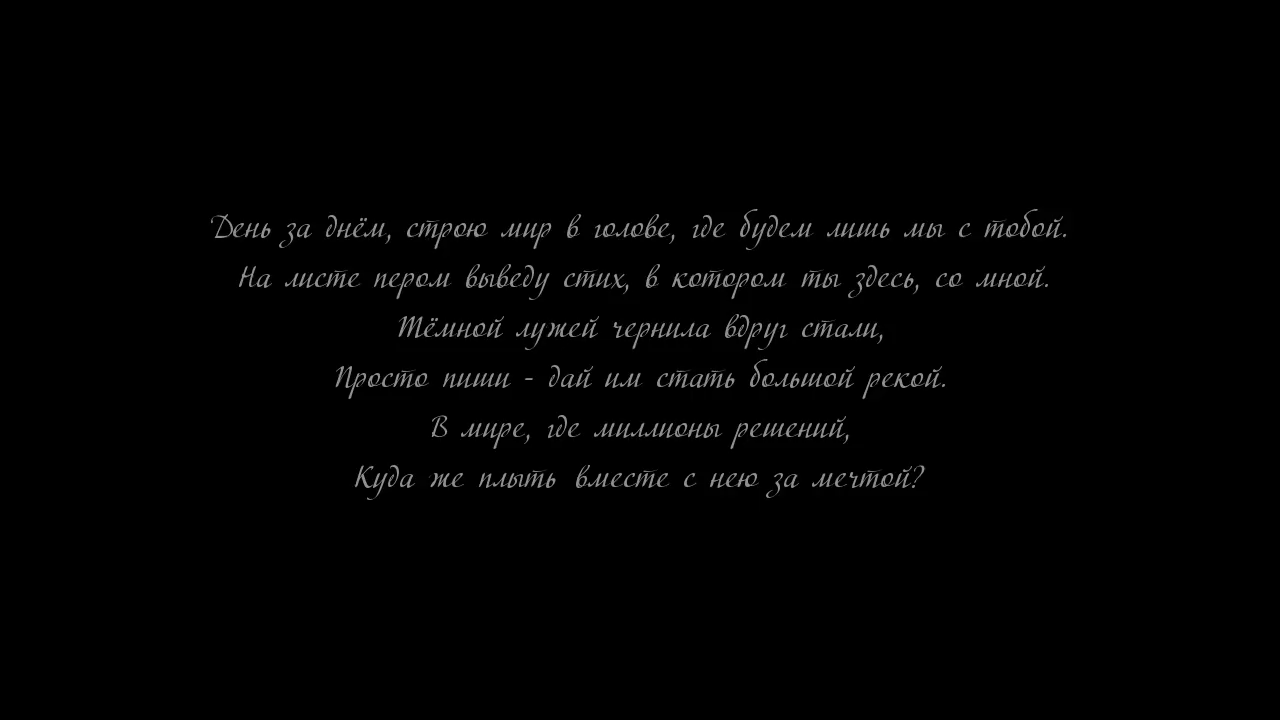 День за днём, строю мир в голове, где будем лишь мы с тобой.
На листе пером выведу стих, в котором ты здесь, со мной.
Тёмной лужей чернила вдруг стали,
Просто пиши - дай им стать большой рекой.
В мире, где миллионы решений,
Куда же плыть вместе с нею за мечтой?